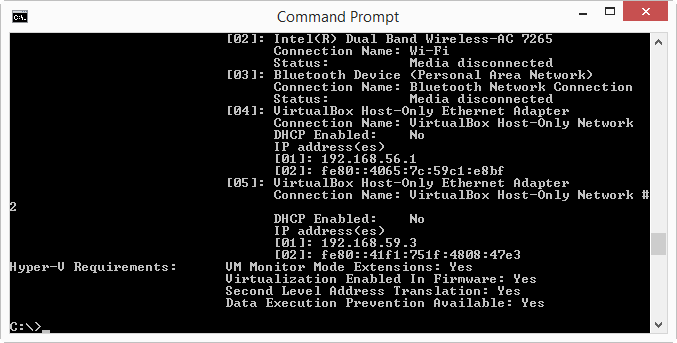 Command Prompt
[02]: Intel(R) Dual Band Wireless-AC 7265
Connection Name: Wi-Fi
Status:          Media disconnected
[03]: Bluetooth Device (Personal Area Network)
Connection Name: Bluetooth Network Connection
Status:          Media disconnected
[04]: VirtualBox Host-Only Ethernet Adapter
Connection Name: VirtualBox Host-Only Network
DHCP Enabled:    No
IP address(es)
[01]: 192.168.56.1
[02]: fe80::4065:7c:59c1:e8bf
[05]: VirtualBox Host-Only Ethernet Adapter
Connection Name: VirtualBox Host-Only Network #
2
DHCP Enabled:    No
IP address(es)
[01]: 192.168.59.3
[02]: fe80::41f1:751f:4808:47e3
Hyper-V Requirements:      VM Monitor Mode Extensions: Yes
Virtualization Enabled In Firmware: Yes
Second Level Address Translation: Yes
Data Execution Prevention Available: Yes
C:\>_